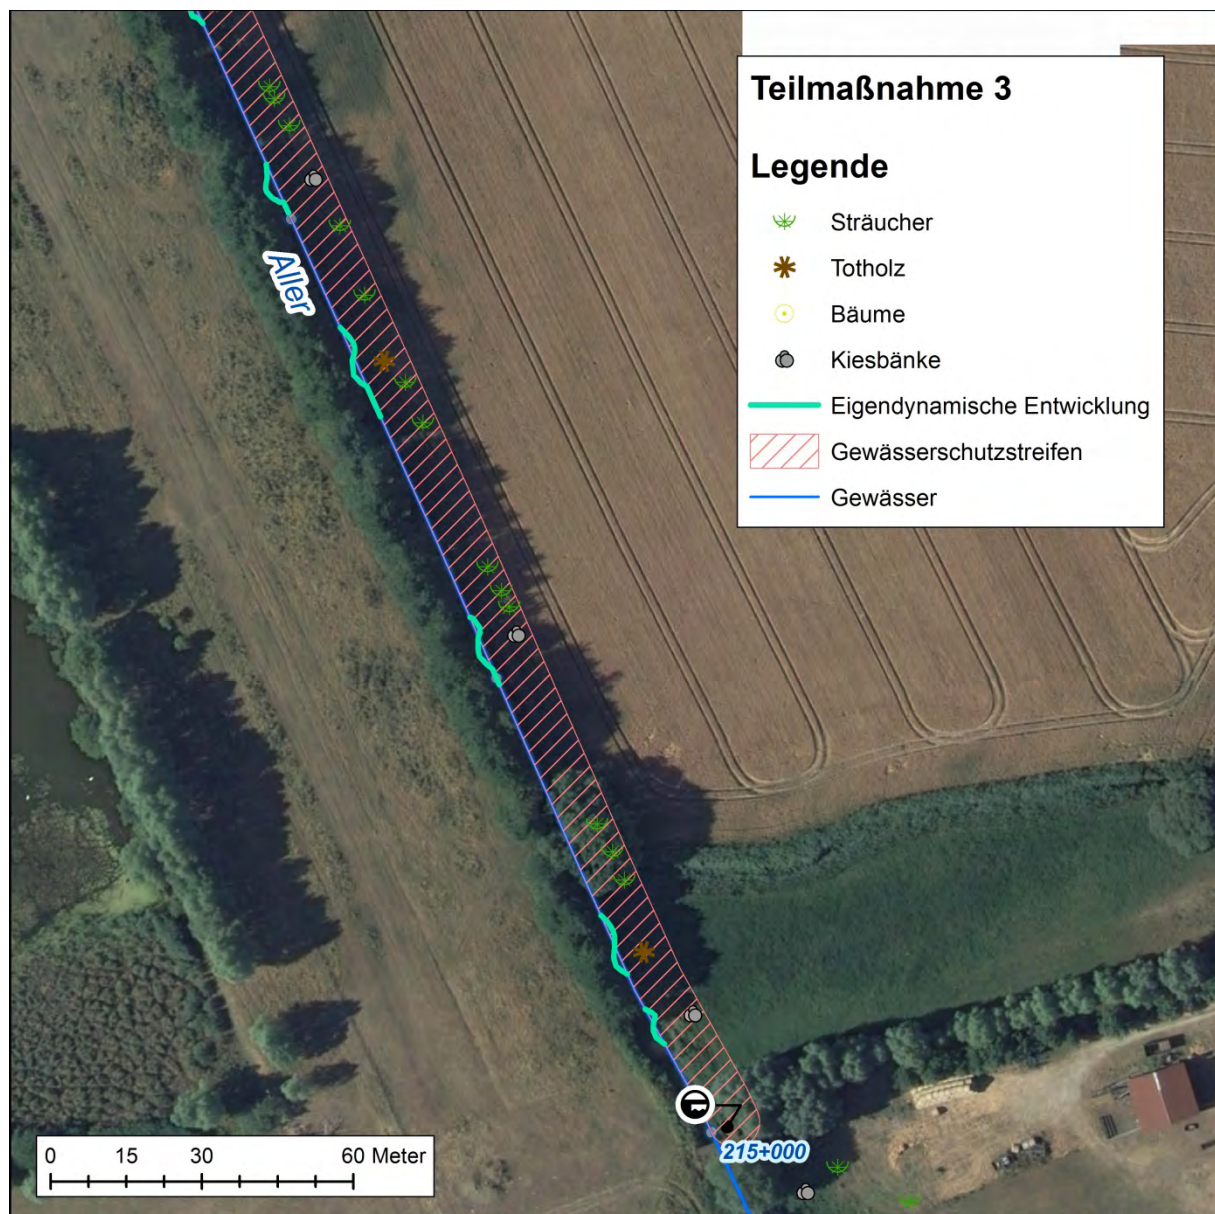 Teilmaßnahme 3
Legende
Sträucher
Totholz
Bäume
Kiesbänke
Eigendynamische Entwicklung
Gewässerschutzstreifen
Gewässer
Aller
215+000
0 15 30 60 Meter